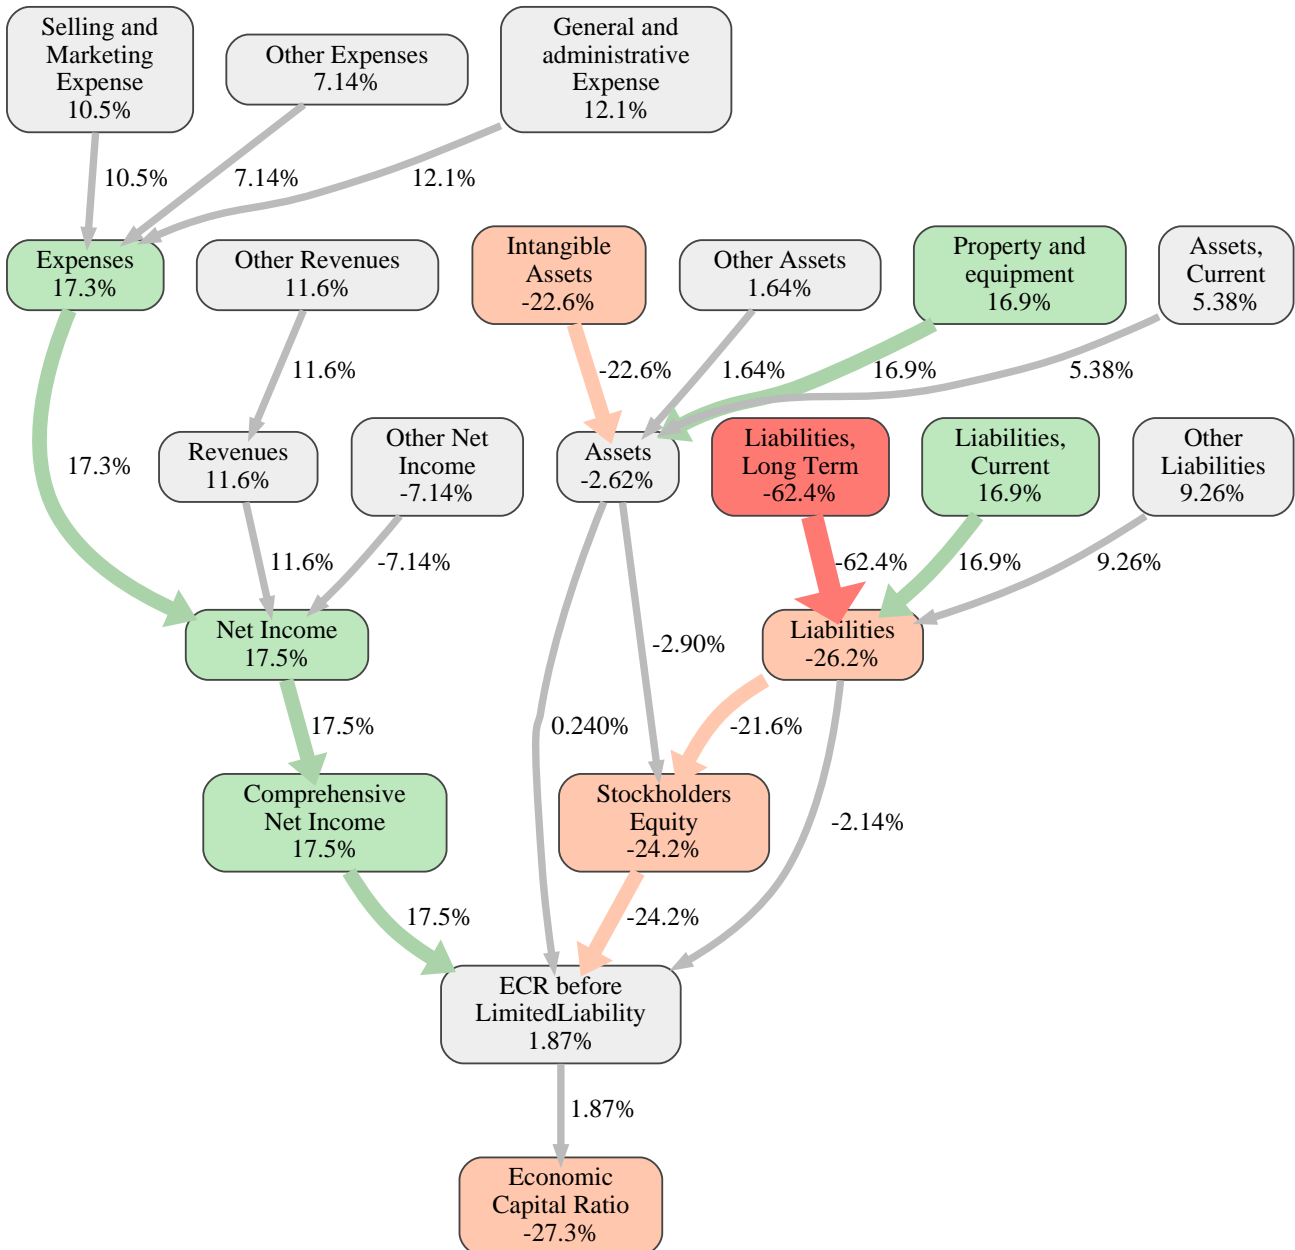 Selling and
Marketing
Expense
10.5%
Other Expenses
7.14%
General and
administrative
Expense
12.1%
10.5%
7.14%
12.1%
Expenses
17.3%
Other Revenues
11.6%
Intangible
Assets
-22.6%
Other Assets
1.64%
Property and
equipment
16.9%
Assets,
Current
5.38%
11.6%
-22.6%
1.64%
16.9%
5.38%
17.3%
Revenues
11.6%
Other Net
Income
-7.14%
Assets
-2.62%
Liabilities,
Long Term
-62.4%
Liabilities,
Current
16.9%
Other
Liabilities
9.26%
11.6%
-7.14%
-62.4%
16.9%
9.26%
Net Income
17.5%
-2.90%
Liabilities
-26.2%
17.5%
0.240%
-21.6%
Comprehensive
Net Income
17.5%
Stockholders
Equity
-24.2%
-2.14%
17.5%
-24.2%
ECR before
LimitedLiability
1.87%
1.87%
Economic
Capital Ratio
-27.3%